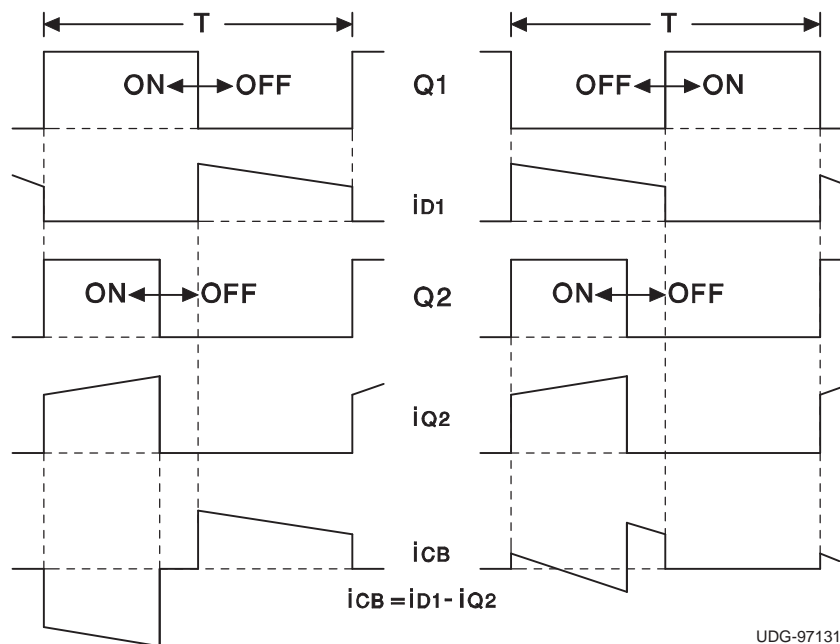 T T
ON OFF Q1 OFF ON
iD1
ON OFF Q2 ON OFF
iQ2
iCB
iCB = iD1 - iQ2
UDG-97131